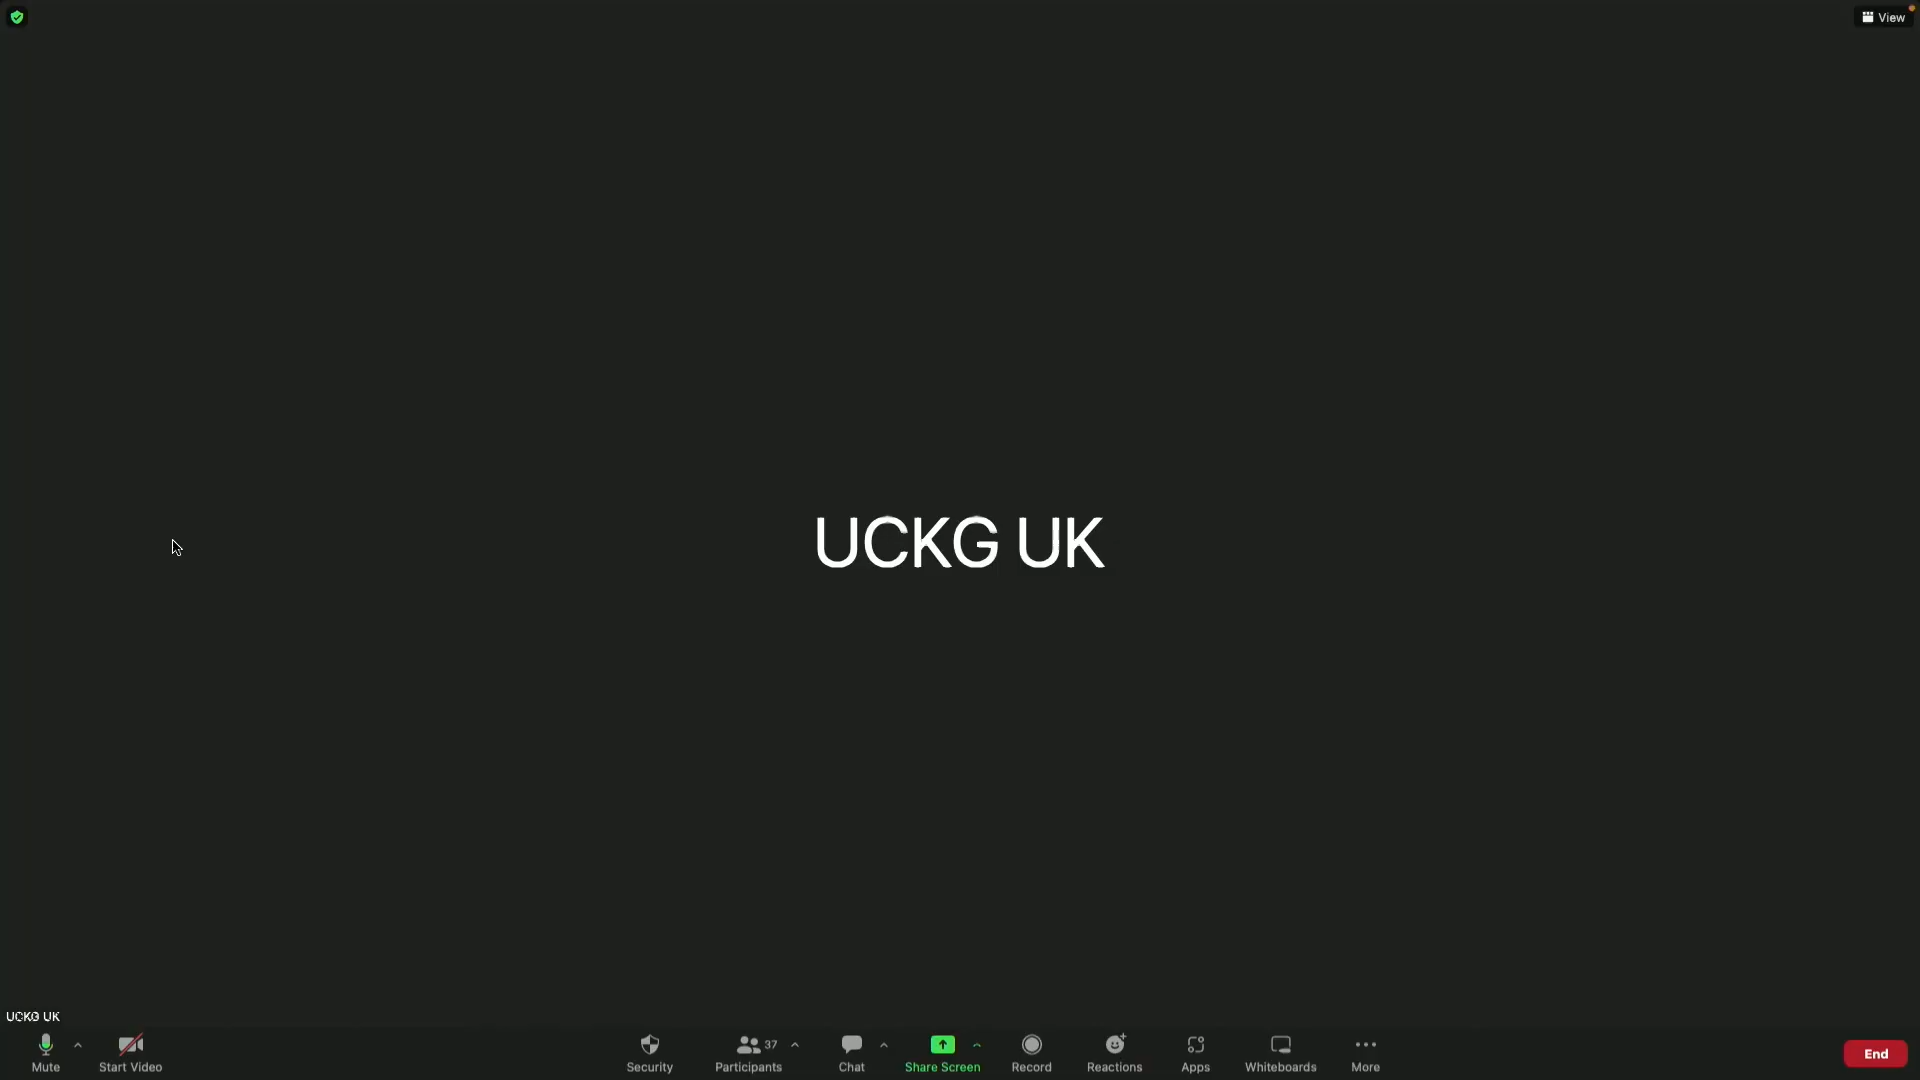 View
UCKG UK
UCKG UK
Mute
Start Video
Security
Participants
37
Chat
Share Screen
Record
Reactions
Apps
Whiteboards
More
End